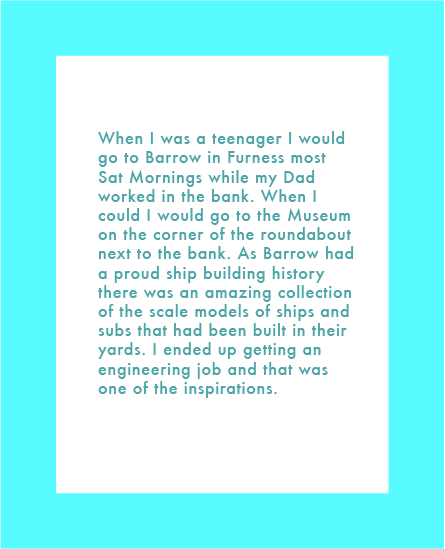 When I was a teenager I would
go to Barrow in Furness most
Sat Mornings while my Dad
worked in the bank. When I
could I would go to the Museum
on the corner of the roundabout
next to the bank. As Barrow had
a proud ship building history
there was an amazing collection
of the scale models of ships and
subs that had been built in their
yards. I ended up getting an
engineering job and that was
one of the inspirations.